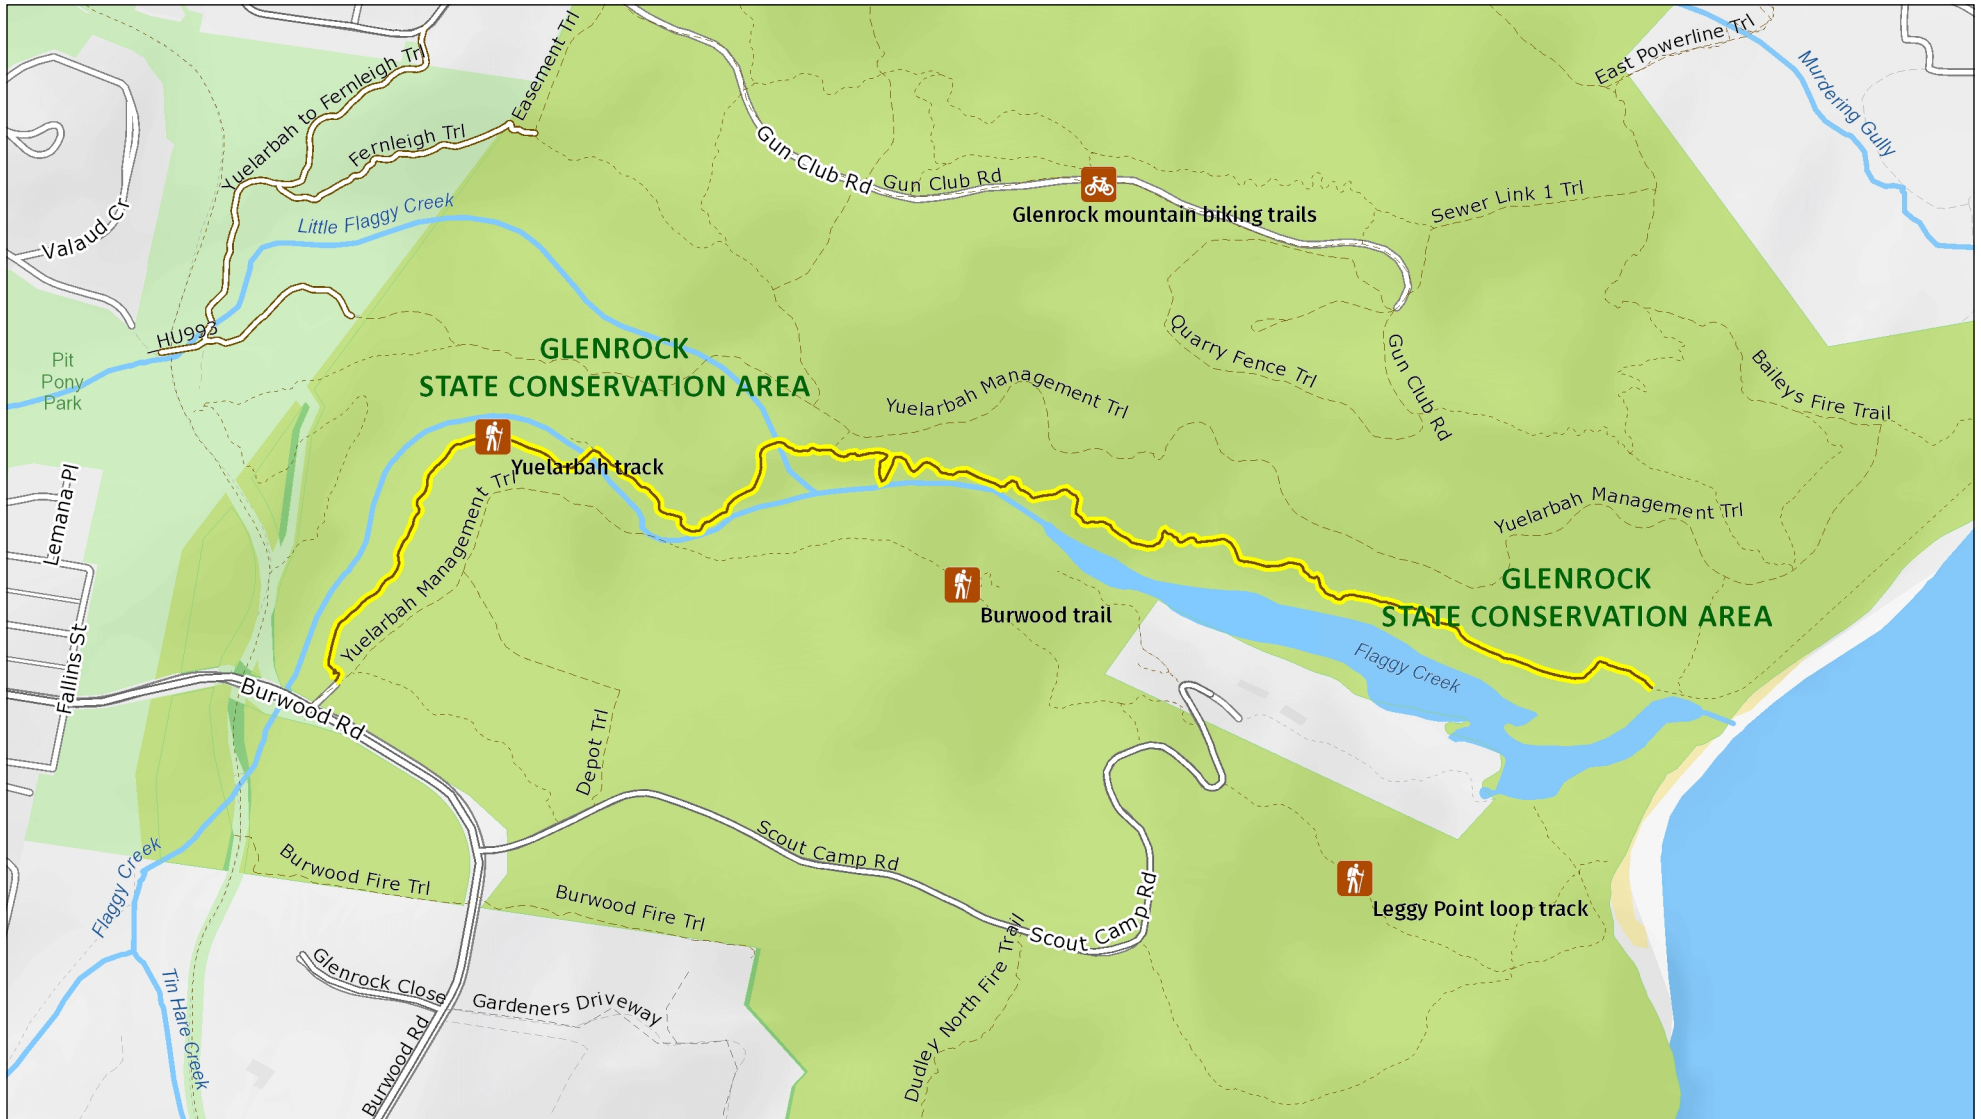 Easement Trl
East Powerline Trl
Murdering Gully
Yuelarbah to Fernleigh Trl
Fernleigh Trl
Gun Club Rd
Gun Club Rd
Glenrock mountain biking trails
Sewer Link 1 Trl
Little Flaggy Creek
Valaud Cr
HU993
Pit
Pony
Park
GLENROCK
STATE CONSERVATION AREA
Quarry Fence Trl
Gun Club Rd
Baileys Fire Trail
Yuelarbah Management Trl
Yuelarbah track
Yuelarbah Management Trl
Yuelarbah Management Trl
Lemana Pl
Fallins St
GLENROCK
STATE CONSERVATION AREA
Burwood trail
Flaggy Creek
Burwood Rd
Depot Trl
Scout Camp Rd
Flaggy Creek
Burwood Fire Trl
Burwood Fire Trl
Scout Camp Rd
Leggy Point loop track
Dudley North Fire Trail
Glenrock Close
Gardeners Driveway
Tin Hare Creek
Burwood Rd